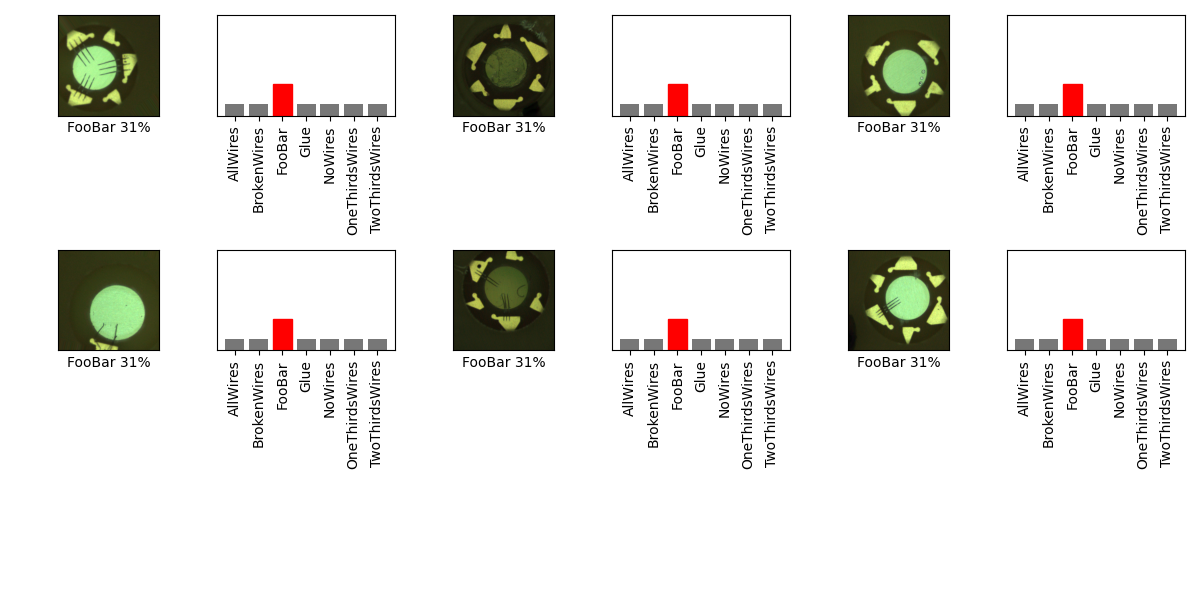 FooBar 31%
AllWires
BrokenWires
FooBar
Glue
NoWires
OneThirdsWires
TwoThirdsWires
FooBar 31%
AllWires
BrokenWires
FooBar
Glue
NoWires
OneThirdsWires
TwoThirdsWires
FooBar 31%
AllWires
BrokenWires
FooBar
Glue
NoWires
OneThirdsWires
TwoThirdsWires
FooBar 31%
AllWires
BrokenWires
FooBar
Glue
NoWires
OneThirdsWires
TwoThirdsWires
FooBar 31%
AllWires
BrokenWires
FooBar
Glue
NoWires
OneThirdsWires
TwoThirdsWires
FooBar 31%
AllWires
BrokenWires
FooBar
Glue
NoWires
OneThirdsWires
TwoThirdsWires